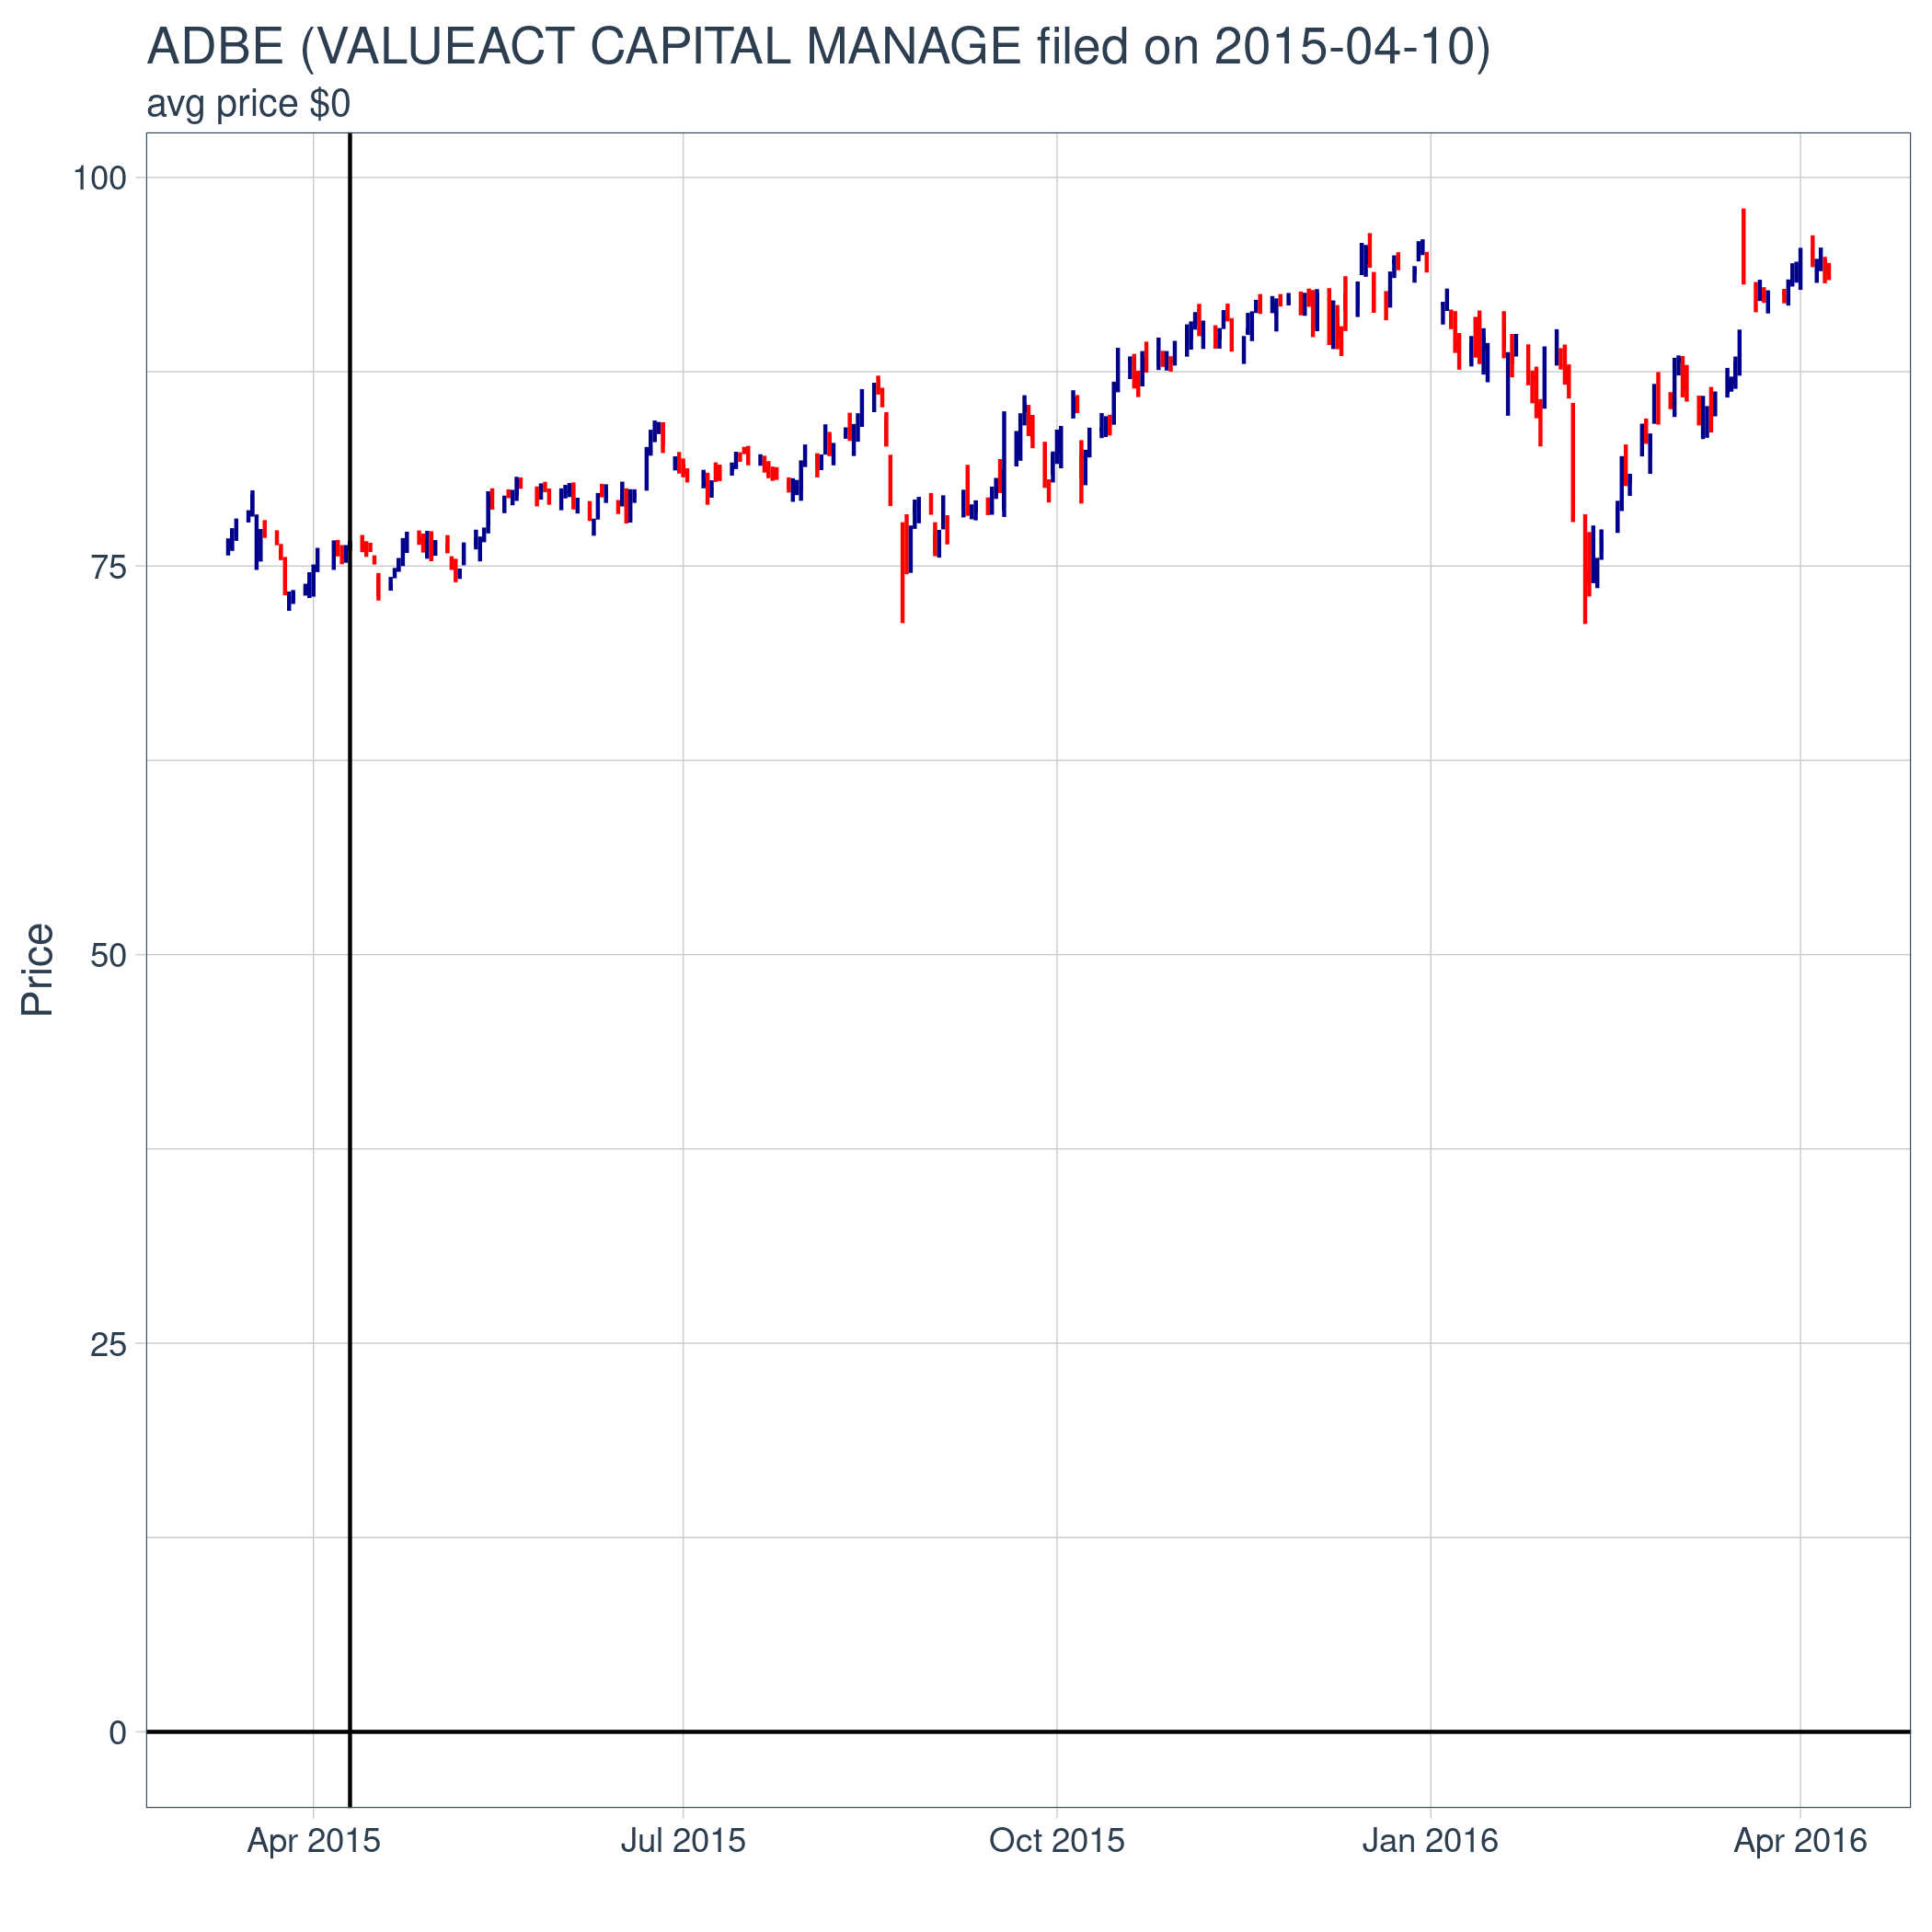 ADBE (VALUEACT CAPITAL MANAGE filed on 2015-04-10)
avg price $0
100
75
50
25
0
Price
Apr 2015
Jul 2015
Oct 2015
Jan 2016
Apr 2016